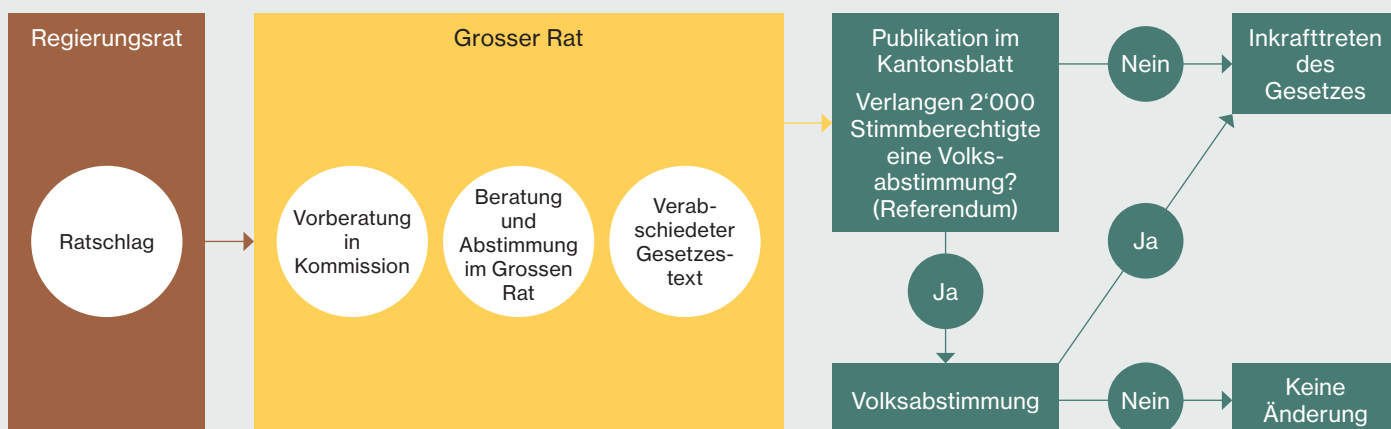 Regierungsrat
Ratschlag
Grosser Rat
Vorberatung
in
Kommission
Beratung
und
Abstimmung
im Grossen
Rat
Verab-
schiedeter
Gesetzes-
text
Publikation im
Kantonsblatt
Verlangen 2‘000
Stimmberechtigte
eine Volks-
abstimmung?
(Referendum)
Nein
Inkrafttreten
des
Gesetzes
Ja
Ja
Volksabstimmung
Nein
Keine
Änderung